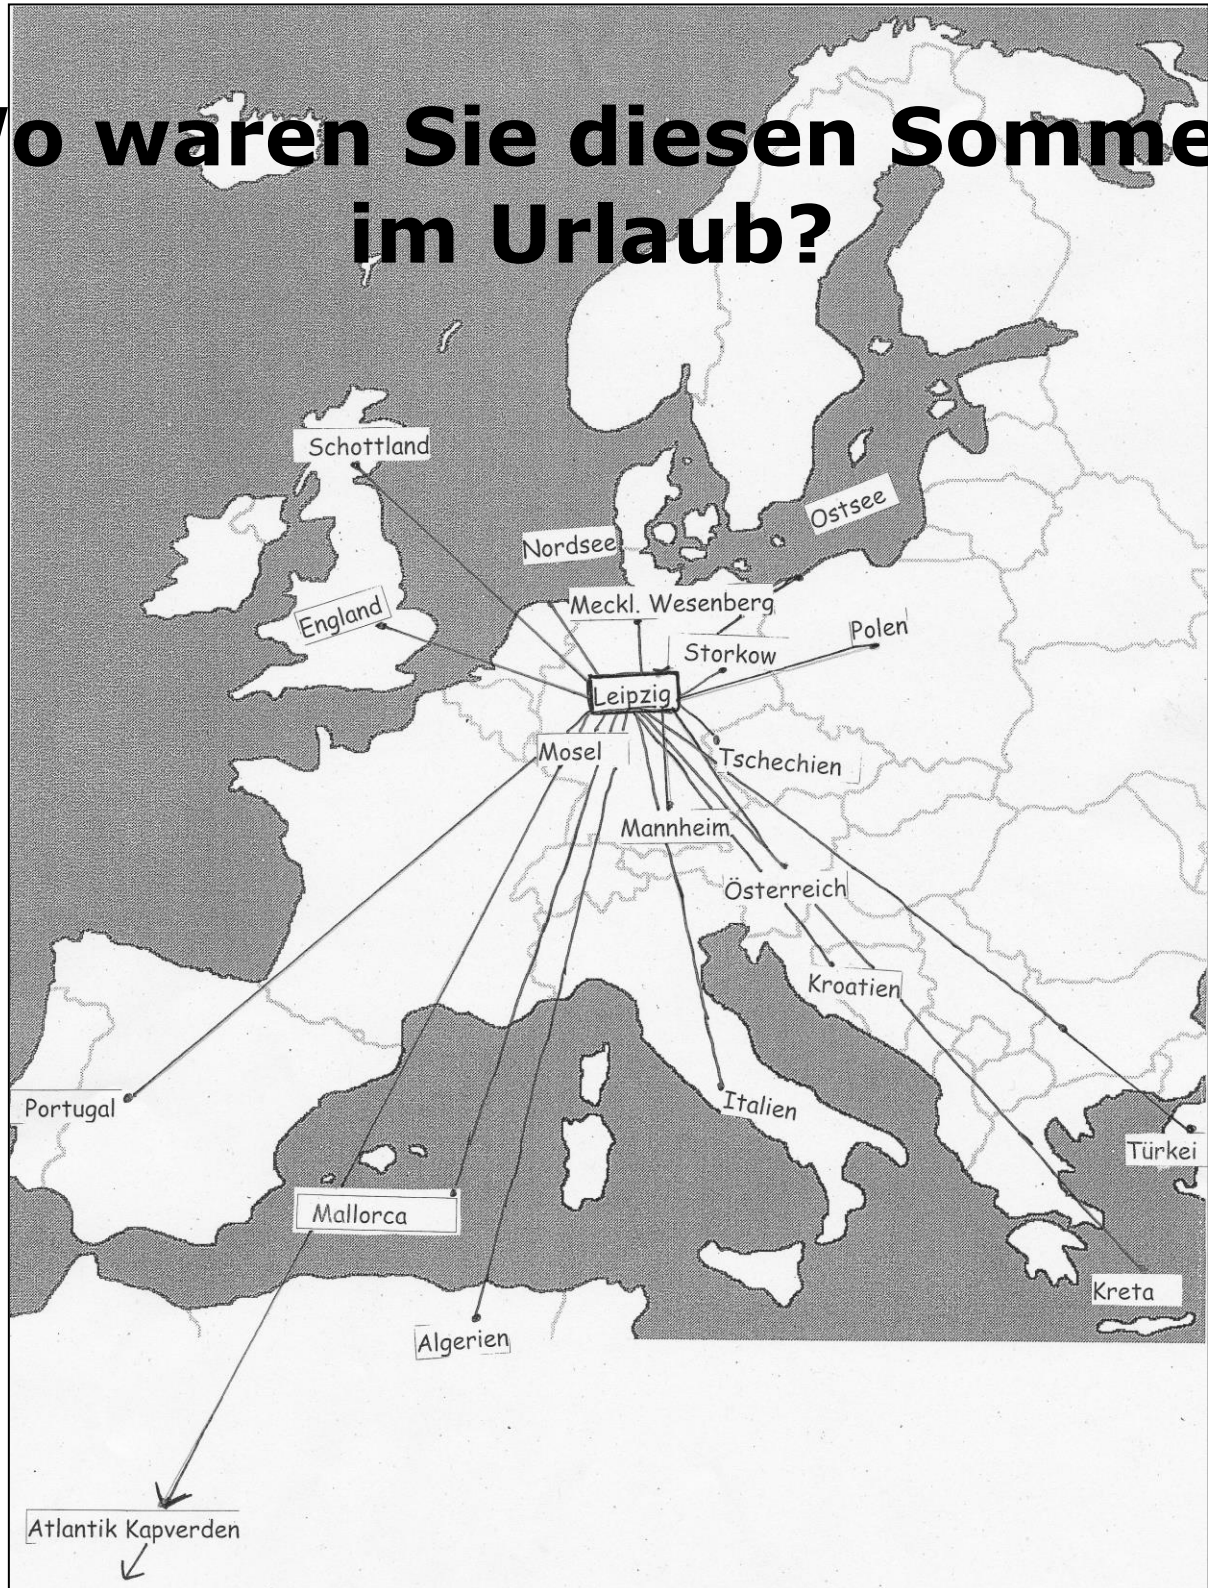 Wo waren Sie diesen Somme
im Urlaub?
Schottland
Ostsee
Nordsee
Meckl. Wesenberg
England
Polen
Storkow
Leipzig
Mosel
Tschechien
Mannheim
Österreich
Kroatien
Portugal
Italien
Türkei
Mallorca
Kreta
Algerien
Atlantik Kapverden